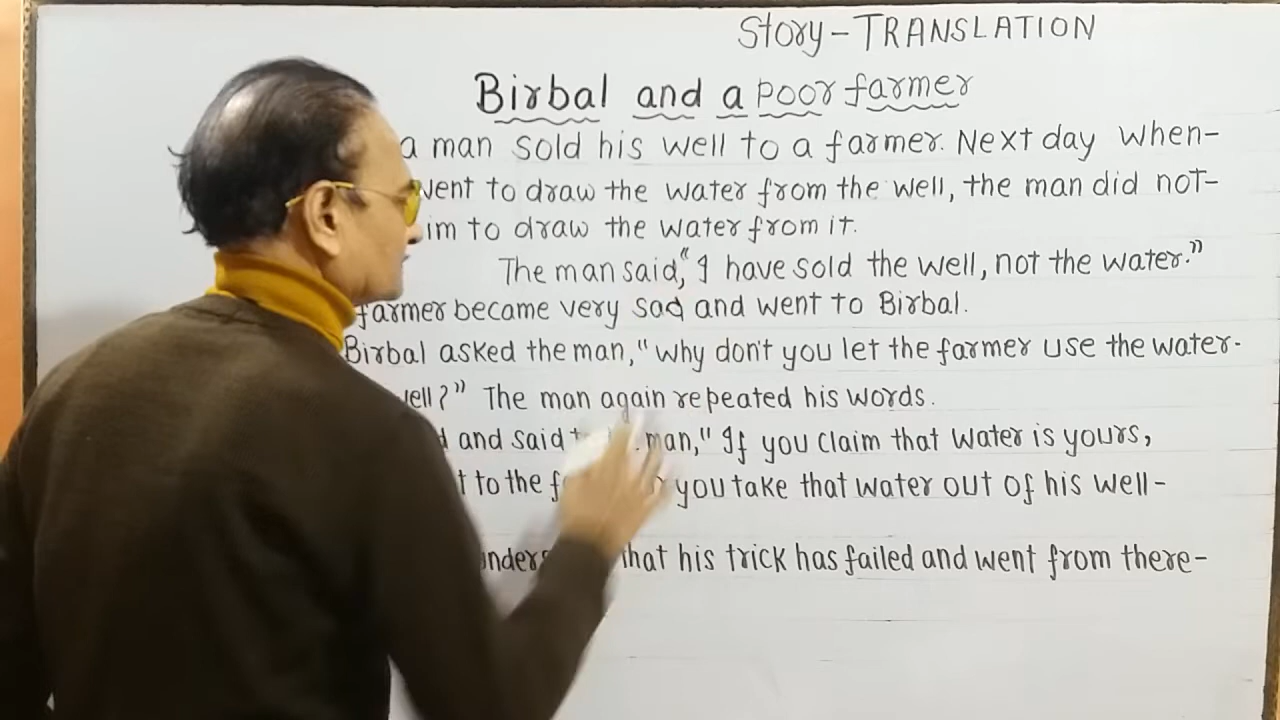 Story-TRANSLATION
Birbal and a poor farmer
a man sold his well to a farmer. Next day when-
to draw the water from the well, the man did not-
to draw the water from it.
The man said, "I have sold the well, not the water."
farmer became very sad and went to Birbal.
Birbal asked the man, "Why don't you let the farmer use the water-
The man again repeated his words.
and said man," If you claim that water is yours,
to the you take that water out of his well-
that his trick has failed and went from there-